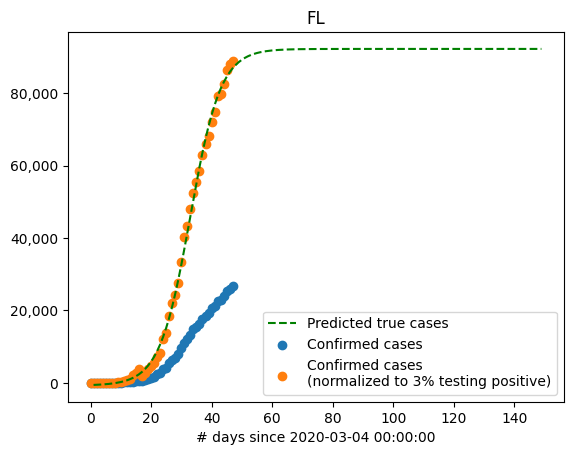 FL
80,000
60,000
40,000
20,000
0
Predicted true cases
Confirmed cases
Confirmed cases
(normalized to 3% testing positive)
0 20 40 60 80 100 120 140
# days since 2020-03-04 00:00:00